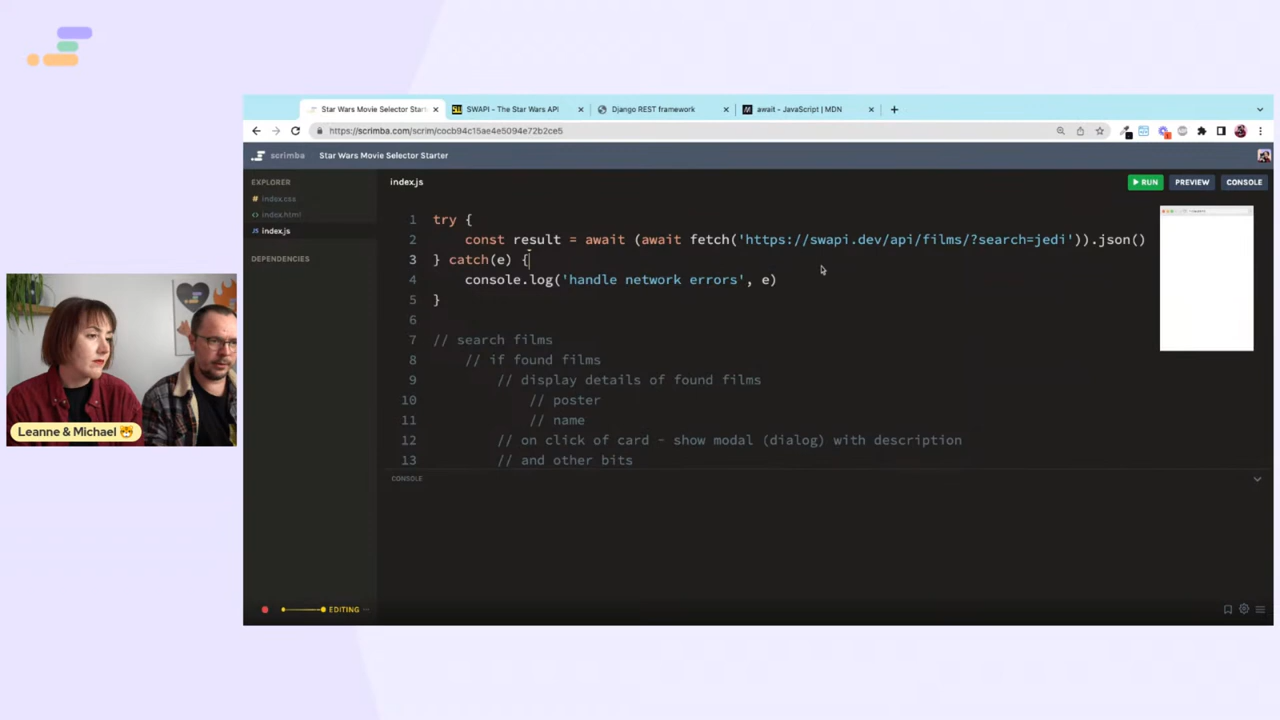 Star Wars Movie Selector Start
SWAPI - The Star Wars API
Django REST framework
await - JavaScript | MDN
https://scrimba.com/scrim/cocb94c15ae4e5094e72b2ce5
scrimba
Star Wars Movie Selector Starter
EXPLORER
index.css
index.html
JS index.js
DEPENDENCIES
index.js
RUN
PREVIEW
CONSOLE
1 try {
2 const result = await (await fetch('https://swapi.dev/api/films/?search=jedi')).json()
3 } catch(e) {
4 console.log('handle network errors', e)
5 }
6
7 // search films
8 // if found films
9 // display details of found films
10 // poster
11 // name
12 // on click of card - show modal (dialog) with description
13 // and other bits
CONSOLE
EDITING
Leanne & Michael